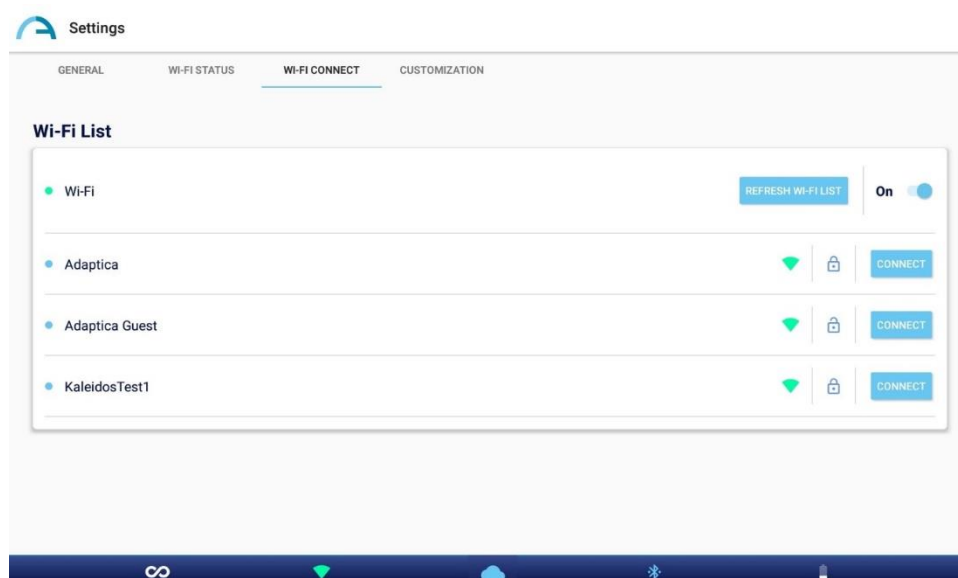 Settings
GENERAL WI-FI STATUS WI-FI CONNECT CUSTOMIZATION
Wi-Fi List
Wi-Fi REFRESH WI-FI LIST On
Adaptica CONNECT
Adaptica Guest CONNECT
KaleidosTest1 CONNECT